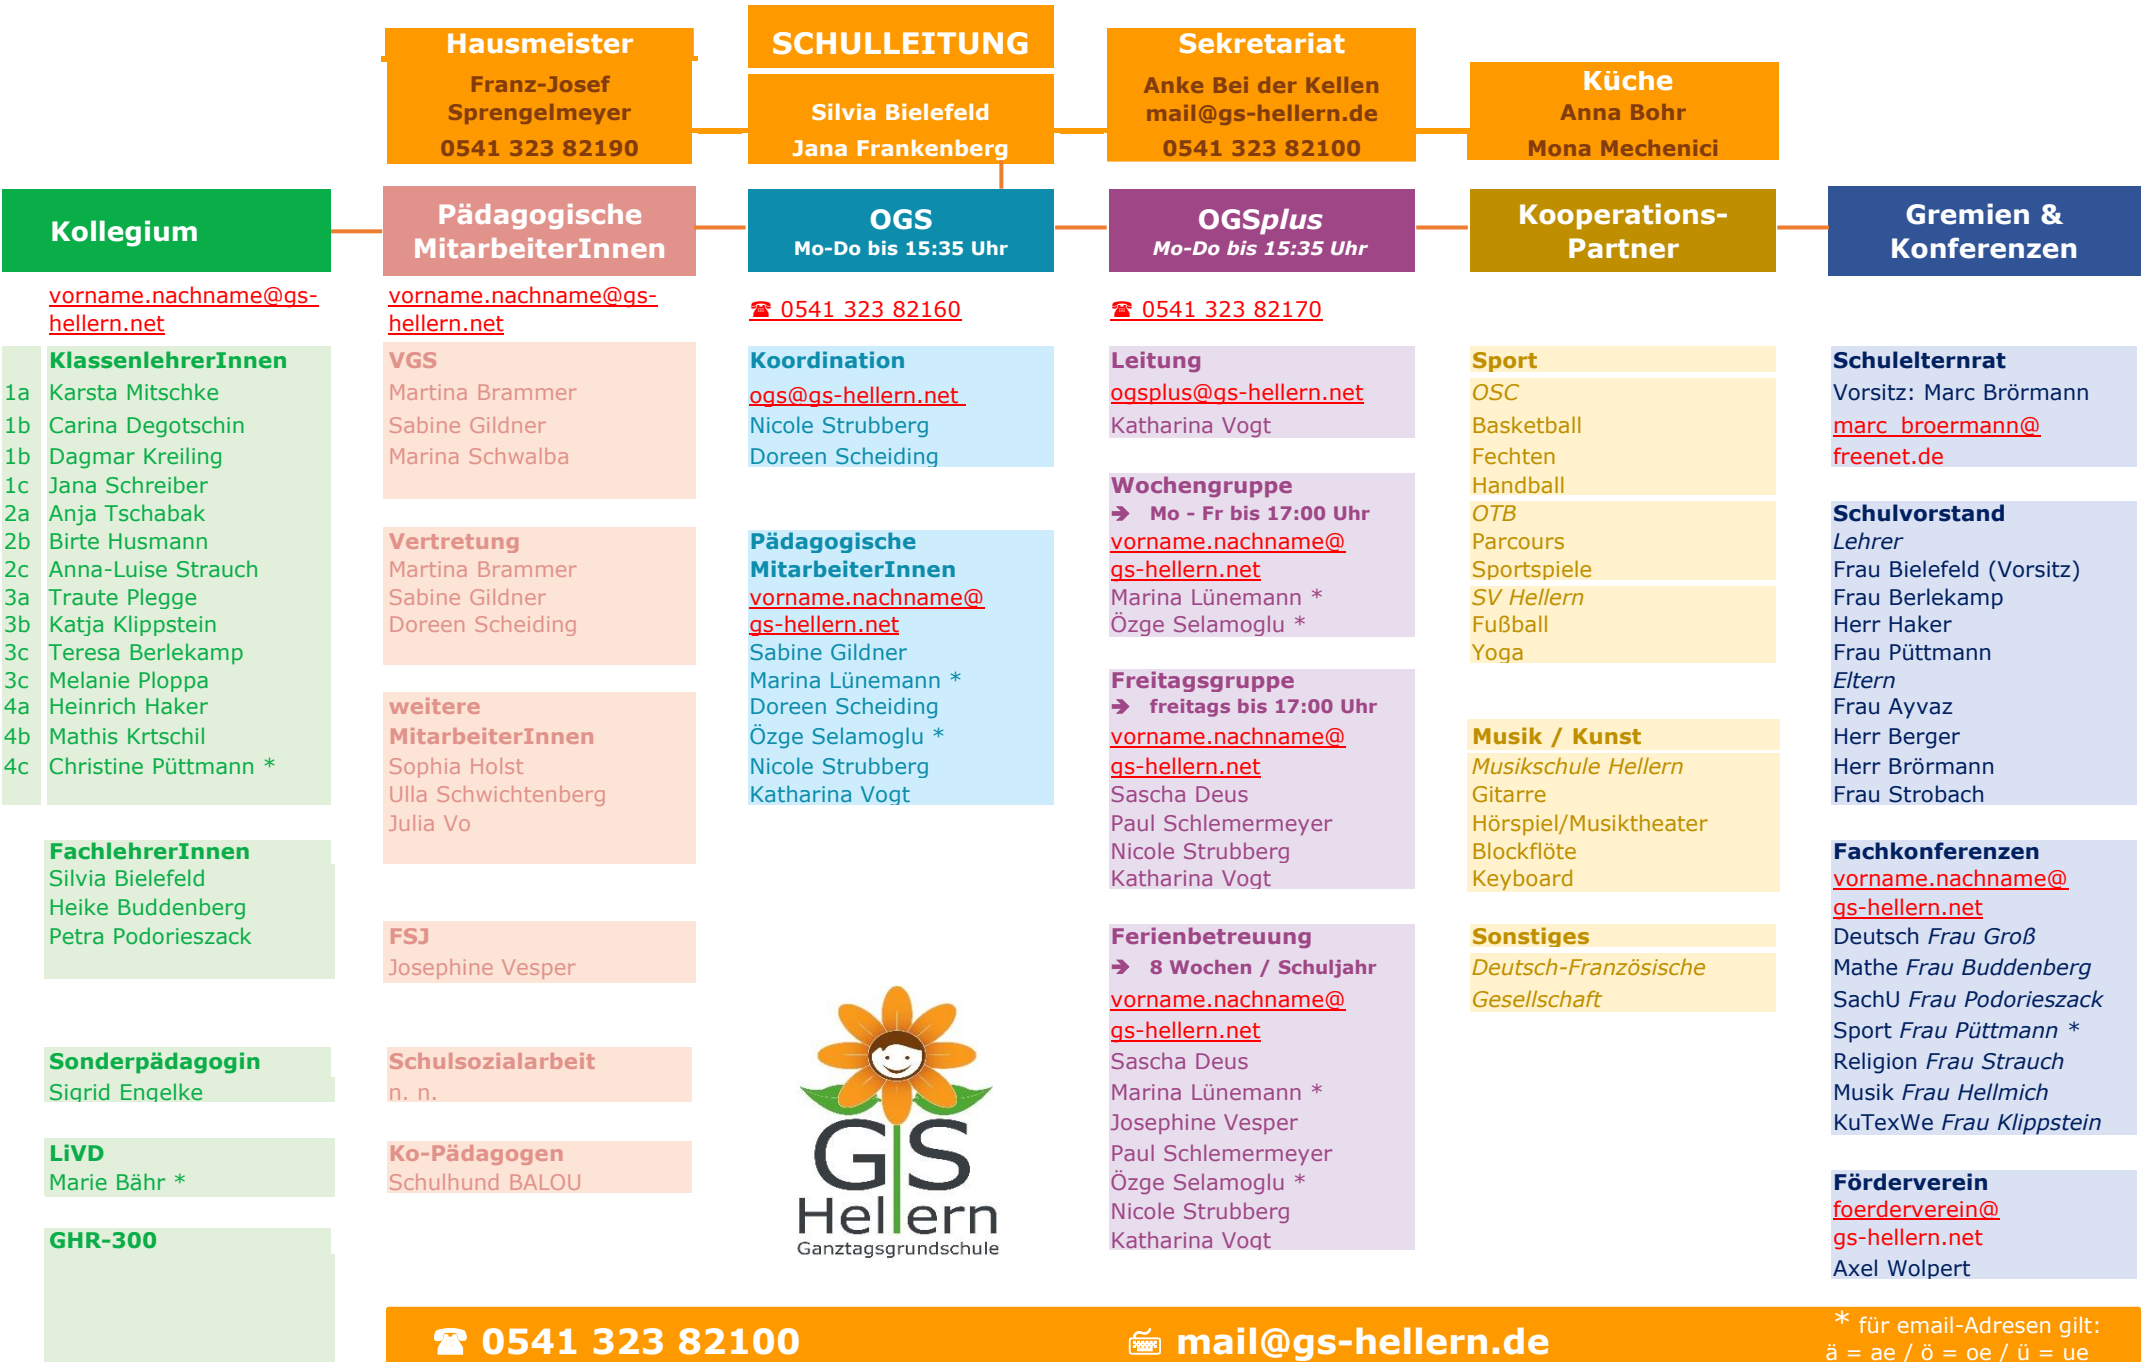 Hausmeister
Franz-Josef
Sprengelmeyer
0541 323 82190
SCHULLEITUNG
Silvia Bielefeld
Jana Frankenberg
Sekretariat
Anke Bei der Kellen
mail@gs-hellern.de
0541 323 82100
Küche
Anna Bohr
Mona Mechenici
Kollegium
vorname.nachname@gs-
hellern.net
KlassenlehrerInnen
1a Karsta Mitschke
1b Carina Degotschin
1b Dagmar Kreiling
1c Jana Schreiber
2a Anja Tschabak
2b Birte Husmann
2c Anna-Luise Strauch
3a Traute Plegge
3b Katja Klippstein
3c Teresa Berlekamp
3c Melanie Ploppa
4a Heinrich Haker
4b Mathis Krtschil
4c Christine Püttmann *
FachlehrerInnen
Silvia Bielefeld
Heike Buddenberg
Petra Podorieszack
Sonderpädagogin
Sigrid Engelke
LiVD
Marie Bähr *
GHR-300
Pädagogische
MitarbeiterInnen
vorname.nachname@gs-
hellern.net
VGS
Martina Brammer
Sabine Gildner
Marina Schwalba
Vertretung
Martina Brammer
Sabine Gildner
Doreen Scheiding
weitere
MitarbeiterInnen
Sophia Holst
Ulla Schwichtenberg
Julia Vo
FSJ
Josephine Vesper
Schulsozialarbeit
n. n.
Ko-Pädagogen
Schulhund BALOU
OGS
Mo-Do bis 15:35 Uhr
☎ 0541 323 82160
Koordination
ogs@gs-hellern.net
Nicole Strubberg
Doreen Scheiding
Pädagogische
MitarbeiterInnen
vorname.nachname@
gs-hellern.net
Sabine Gildner
Marina Lünemann *
Doreen Scheiding
Özge Selamoglu *
Nicole Strubberg
Katharina Vogt
GS
Hellern
Ganztagsgrundschule
OGSplus
Mo-Do bis 15:35 Uhr
☎ 0541 323 82170
Leitung
ogsplus@gs-hellern.net
Katharina Vogt
Wochengruppe
➔ Mo - Fr bis 17:00 Uhr
vorname.nachname@
gs-hellern.net
Marina Lünemann *
Özge Selamoglu *
Freitagsgruppe
➔ freitags bis 17:00 Uhr
vorname.nachname@
gs-hellern.net
Sascha Deus
Paul Schlemermeyer
Nicole Strubberg
Katharina Vogt
Ferienbetreuung
➔ 8 Wochen / Schuljahr
vorname.nachname@
gs-hellern.net
Sascha Deus
Marina Lünemann *
Josephine Vesper
Paul Schlemermeyer
Özge Selamoglu *
Nicole Strubberg
Katharina Vogt
Kooperations-
Partner
Sport
OSC
Basketball
Fechten
Handball
OTB
Parcours
Sportspiele
SV Hellern
Fußball
Yoga
Musik / Kunst
Musikschule Hellern
Gitarre
Hörspiel/Musiktheater
Blockflöte
Keyboard
Sonstiges
Deutsch-Französische
Gesellschaft
Gremien &
Konferenzen
Schulelternrat
Vorsitz: Marc Brörmann
marc_broermann@
freenet.de
Schulvorstand
Lehrer
Frau Bielefeld (Vorsitz)
Frau Berlekamp
Herr Haker
Frau Püttmann
Eltern
Frau Ayvaz
Herr Berger
Herr Brörmann
Frau Strobach
Fachkonferenzen
vorname.nachname@
gs-hellern.net
Deutsch Frau Groß
Mathe Frau Buddenberg
SachU Frau Podorieszack
Sport Frau Püttmann *
Religion Frau Strauch
Musik Frau Hellmich
KuTexWe Frau Klippstein
Förderverein
foerderverein@
gs-hellern.net
Axel Wolpert
☎ 0541 323 82100
mail@gs-hellern.de
* für email-Adresen gilt:
ä = ae / ö = oe / ü = ue